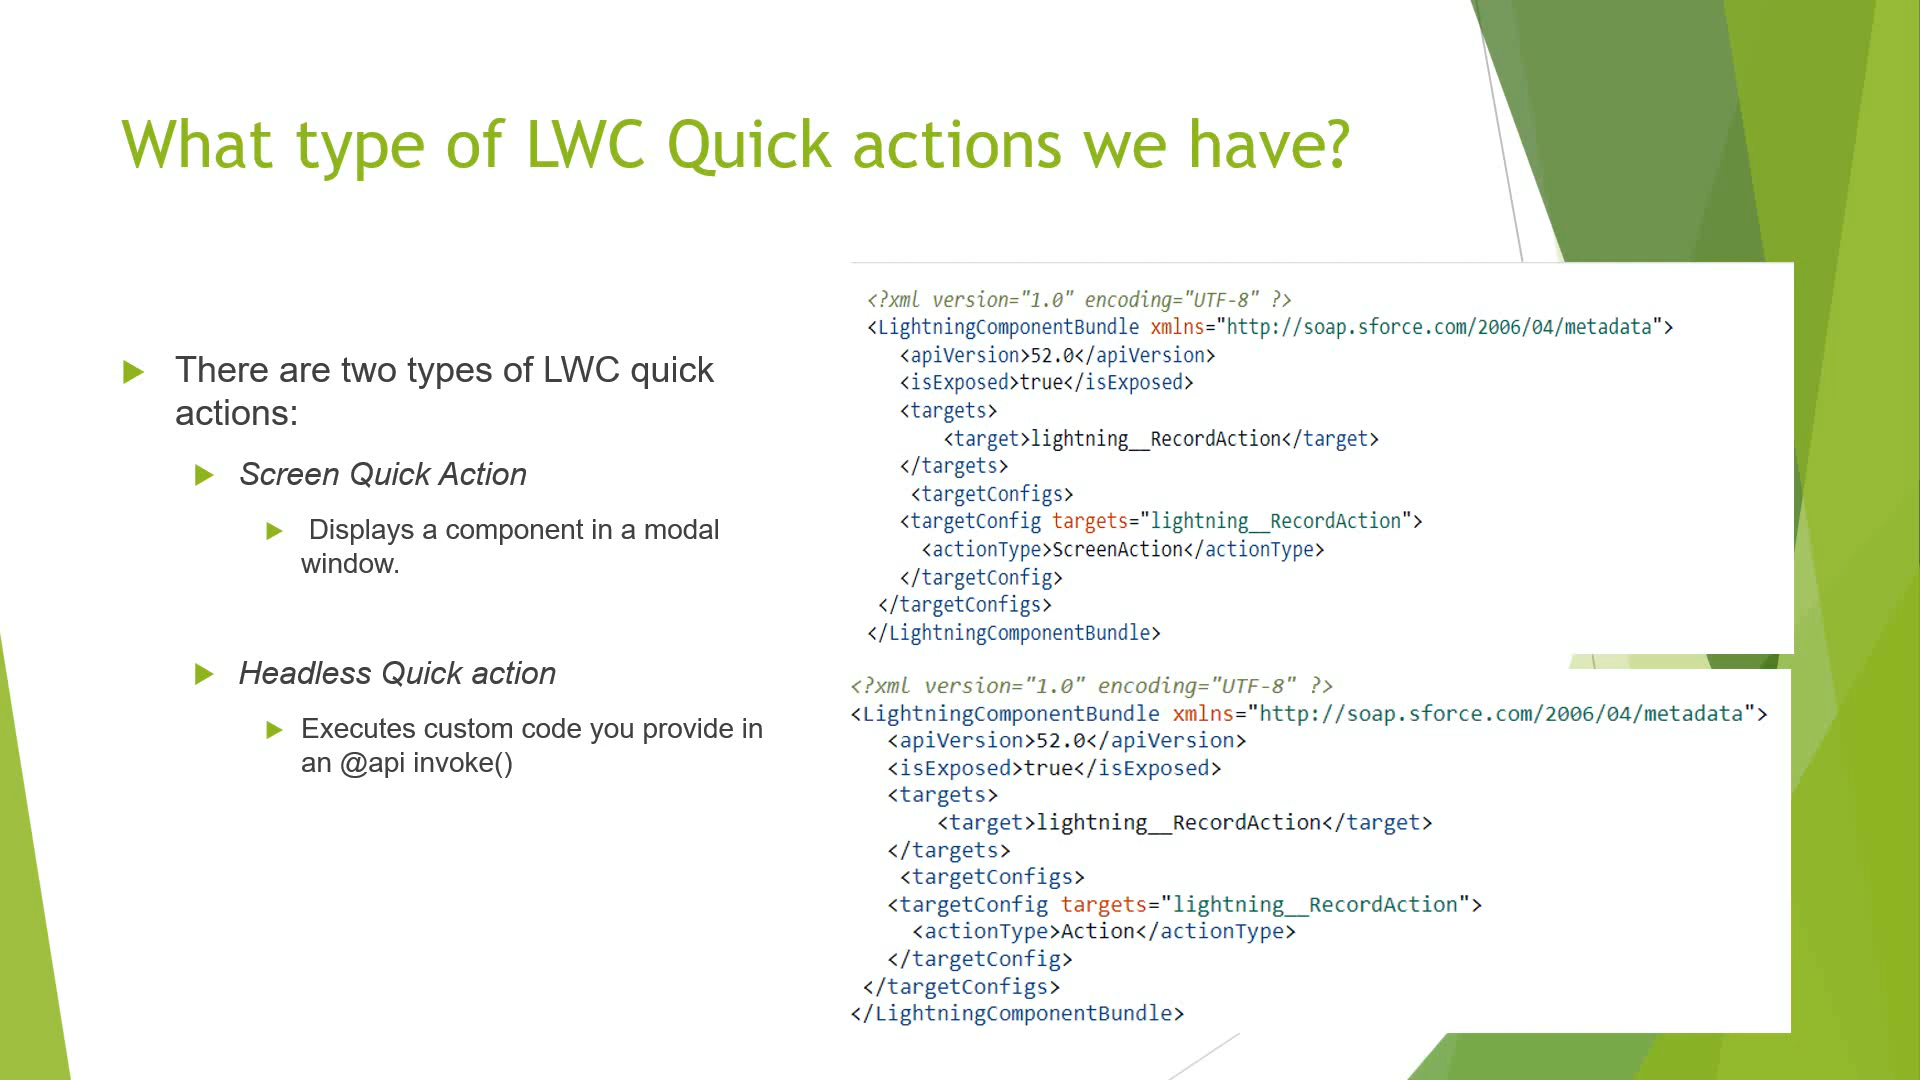 What type of LWC Quick actions we have?
There are two types of LWC quick
actions:
Screen Quick Action
Displays a component in a modal
window.
Headless Quick action
Executes custom code you provide in
an @api invoke()
<?xml version="1.0" encoding="UTF-8" ?>
<LightningComponentBundle xmlns="http://soap.sforce.com/2006/04/metadata">
<apiVersion>52.0</apiVersion>
<isExposed>true</isExposed>
<targets>
<target>lightning__RecordAction</target>
</targets>
<targetConfigs>
<targetConfig targets="lightning__RecordAction">
<actionType>ScreenAction</actionType>
</targetConfig>
</targetConfigs>
</LightningComponentBundle>
<?xml version="1.0" encoding="UTF-8" ?>
<LightningComponentBundle xmlns="http://soap.sforce.com/2006/04/metadata">
<apiVersion>52.0</apiVersion>
<isExposed>true</isExposed>
<targets>
<target>lightning__RecordAction</target>
</targets>
<targetConfigs>
<targetConfig targets="lightning__RecordAction">
<actionType>Action</actionType>
</targetConfig>
</targetConfigs>
</LightningComponentBundle>